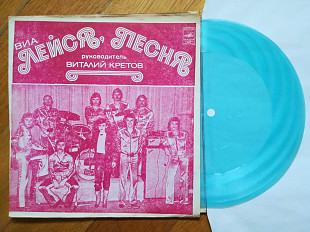 ВИА
ЛЕЙСЯ, ПЕСНЯ
руководитель
ВИТАЛИЙ КРЕТОВ